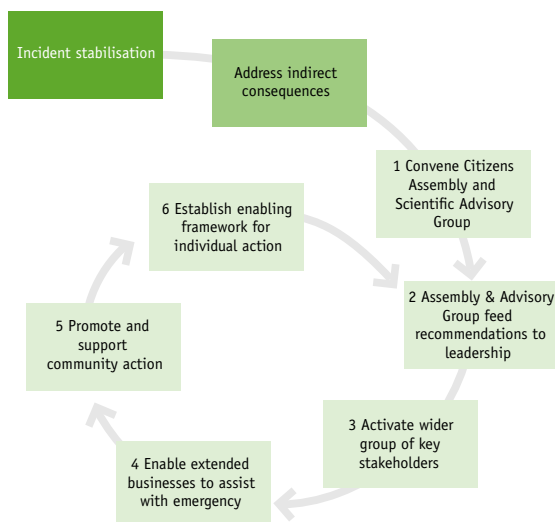 Incident stabilisation
Address indirect
consequences
1 Convene Citizens
Assembly and
Scientific Advisory
Group
2 Assembly & Advisory
Group feed
recommendations to
leadership
3 Activate wider
group of key
stakeholders
4 Enable extended
businesses to assist
with emergency
5 Promote and
support
community action
6 Establish enabling
framework for
individual action